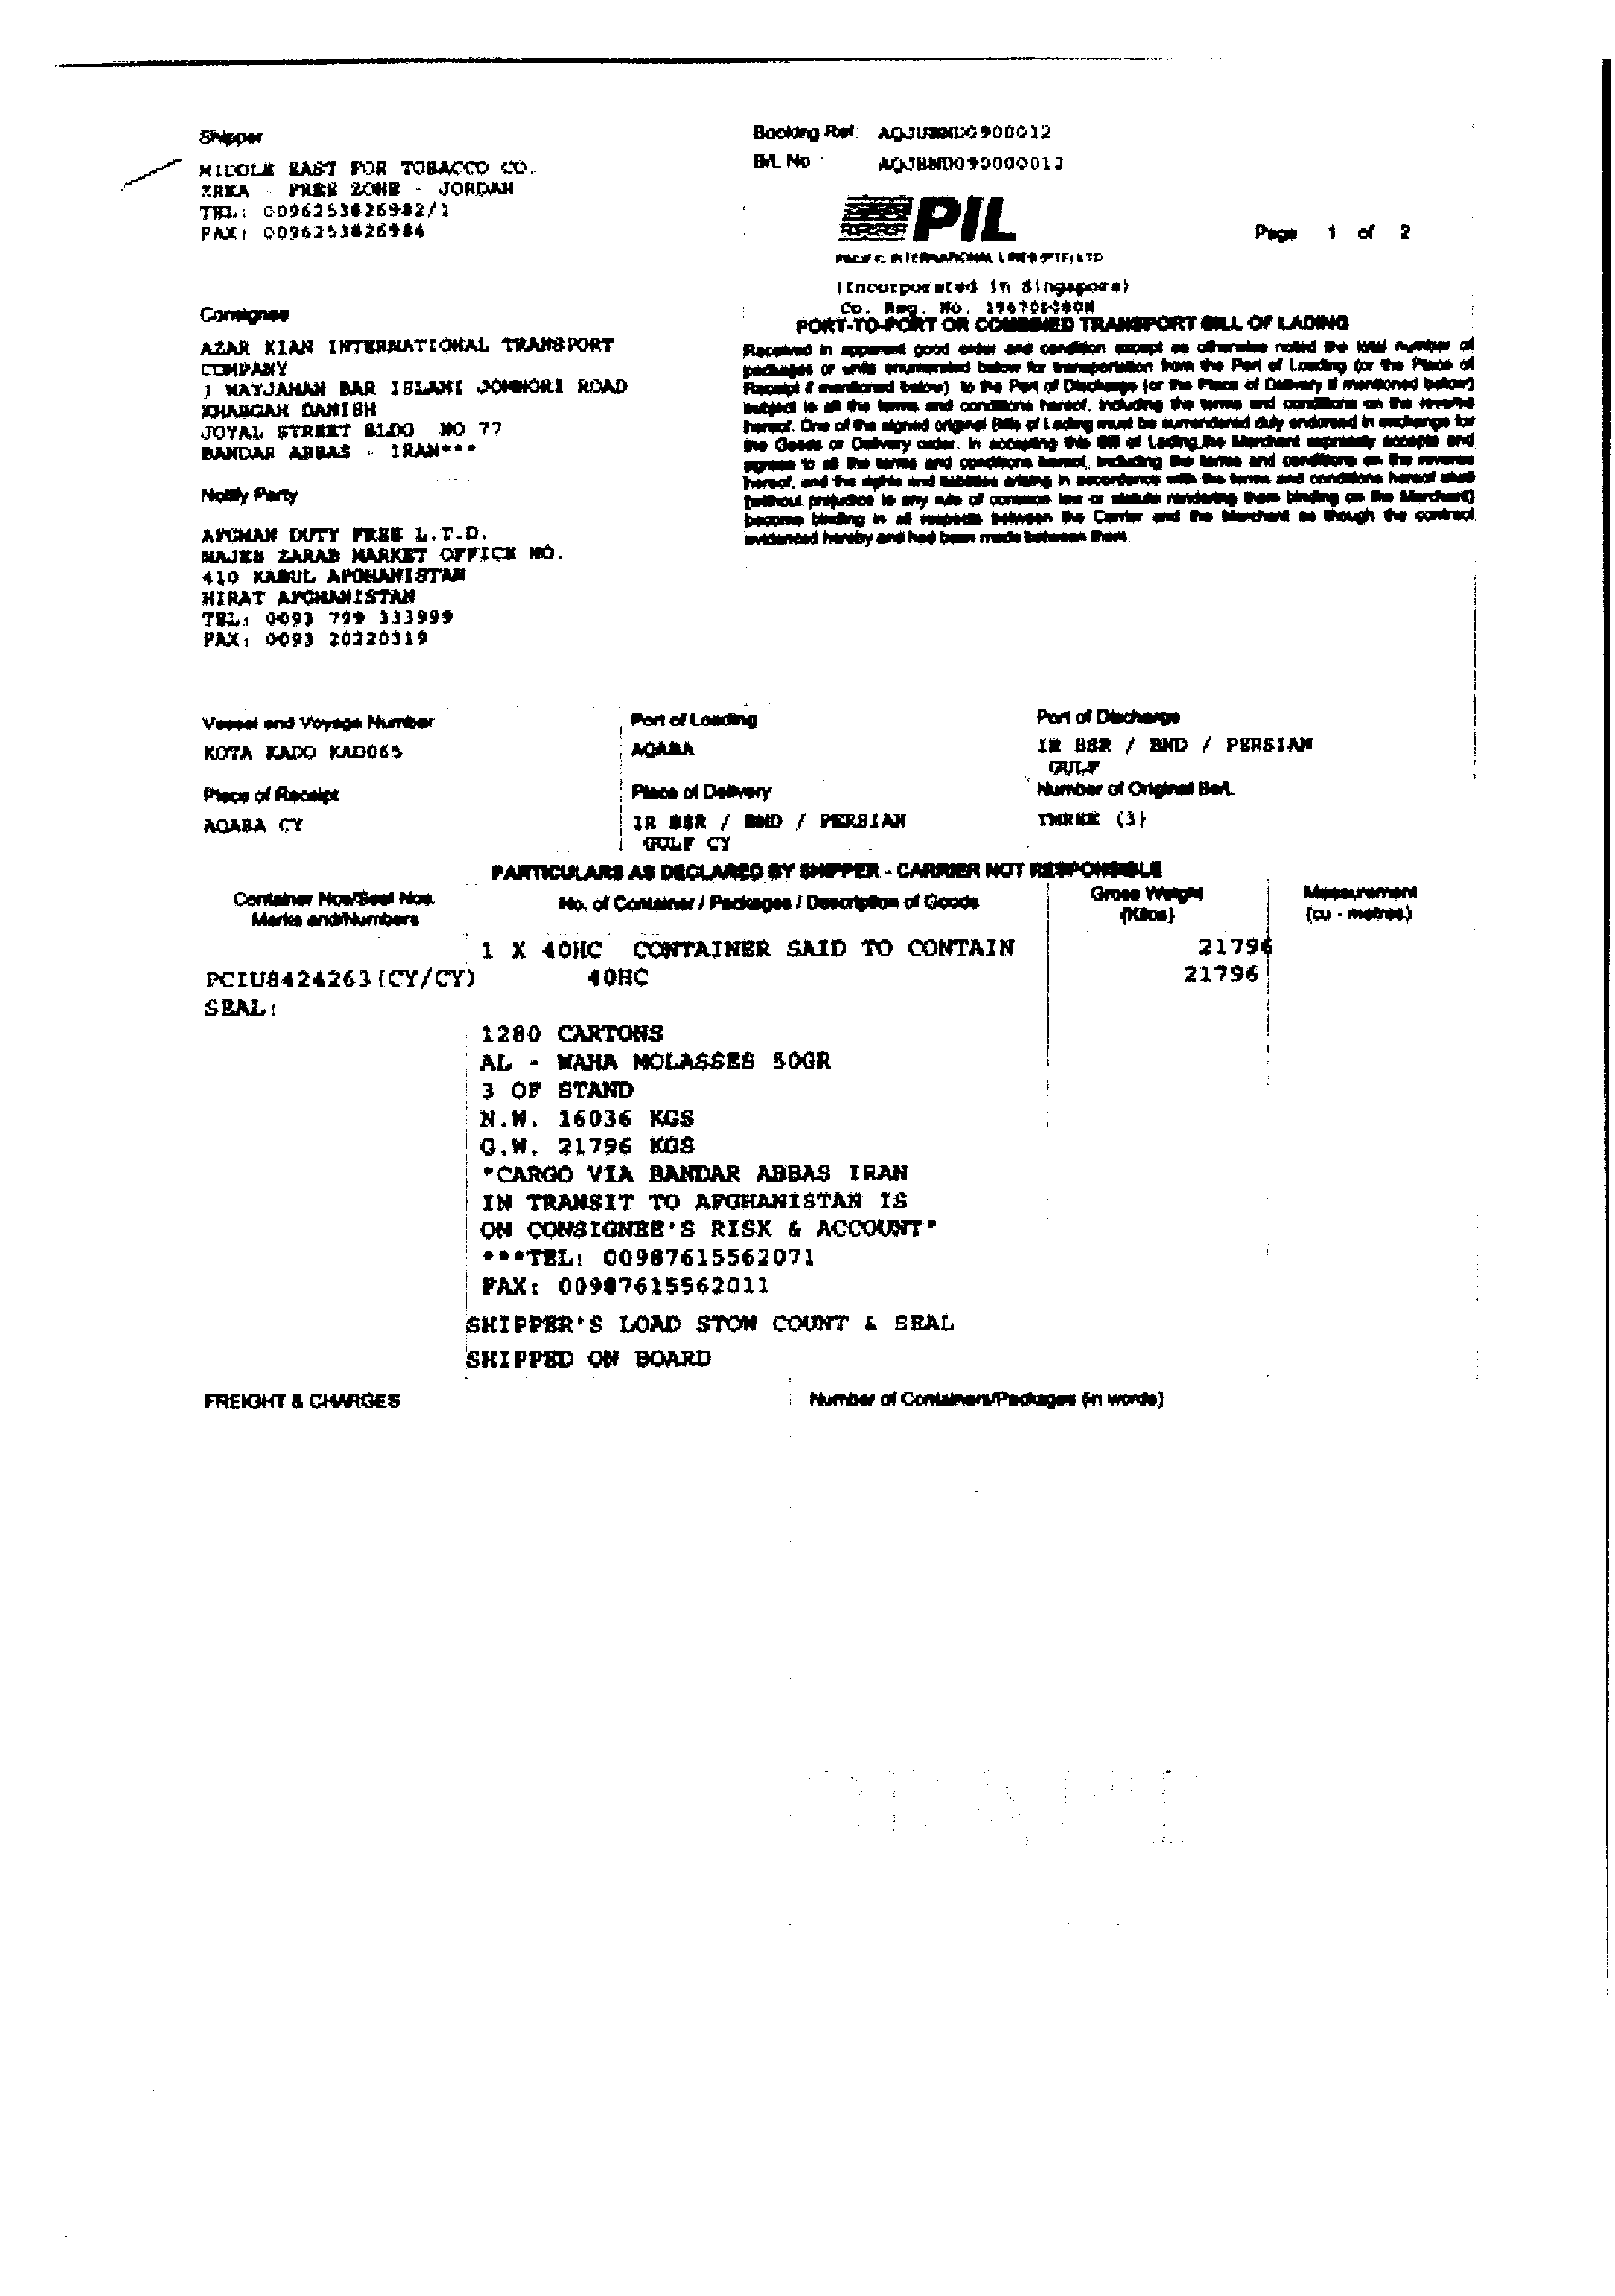 Shipper
MIDDLE EAST FOR TOBACCO CO.
ZRKA - FREE ZONE - JORDAN
TEL: 0096253826982/1
FAX: 0096253826984
Booking Ref:
B/L No :
PIL
PACIFIC INTERNATIONAL LINES (PTE) LTD
Page 1 of 2
(Incorporated in Singapore)
Co. Reg. No.
PORT-TO-PORT OR COMBINED TRANSPORT BILL OF LADING
Consignee
AZAR KIAN INTERNATIONAL TRANSPORT
COMPANY
BAR ISLAMI JOMHORI ROAD
KHABGAH DANISH
JOYAL STREET BLDG NO 77
BANDAR ABBAS - IRAN***
Received in apparent good order and condition except as otherwise noted the total number of
packages or units enumerated below for transportation from the Port of Loading (or the Place of
Receipt if mentioned below) to the Port of Discharge (or the Place of Delivery if mentioned below)
subject to all the terms and conditions hereof, including the terms and conditions on the reverse
hereof. One of the signed original Bills of Lading must be surrendered duly endorsed in exchange for
the Goods or Delivery order. In accepting this Bill of Lading the Merchant expressly accepts and
agrees to all the terms and conditions hereof, including the terms and conditions on the reverse
hereof, and the rights and liabilities arising in accordance with the terms and conditions hereof shall
(without prejudice to any rule of common law or statute rendering them binding on the Merchant)
become binding in all respects between the Carrier and the Merchant as though the contract
evidenced hereby and had been made between them.
Notify Party
AFGHAN DUTY FREE L.T.D.
ZARAB MARKET OFFICE NO.
410 KABUL AFGHANISTAN
HIRAT AFGHANISTAN
TEL: 0093 799 333999
FAX: 0093 20220319
Vessel and Voyage Number
KOTA KADO KAD065
Port of Loading
AQABA
Port of Discharge
IR BSR / BND / PERSIAN
GULF
Place of Receipt
AQABA CY
Place of Delivery
IR BSR / BND / PERSIAN
GULF CY
Number of Original Bs/L
THREE (3)
PARTICULARS AS DECLARED BY SHIPPER - CARRIER NOT RESPONSIBLE
Container Nos/Seal Nos.
Marks and/Numbers
No. of Container / Packages / Description of Goods
Gross Weight
(Kilos)
Measurement
(cu - metres)
1 X 40HC CONTAINER SAID TO CONTAIN 21796
PCIU8424263(CY/CY) 40HC 21796
SEAL:
1280 CARTONS
AL - WAHA MOLASSES 50GR
3 OF STAND
N.W. 16036 KGS
G.W. 21796 KGS
"CARGO VIA BANDAR ABBAS IRAN
IN TRANSIT TO AFGHANISTAN IS
ON CONSIGNEE'S RISK & ACCOUNT"
***TEL: 00987615562071
FAX: 00987615562011
SHIPPER'S LOAD STOW COUNT & SEAL
SHIPPED ON BOARD
FREIGHT & CHARGES
Number of Containers/Packages (in words)